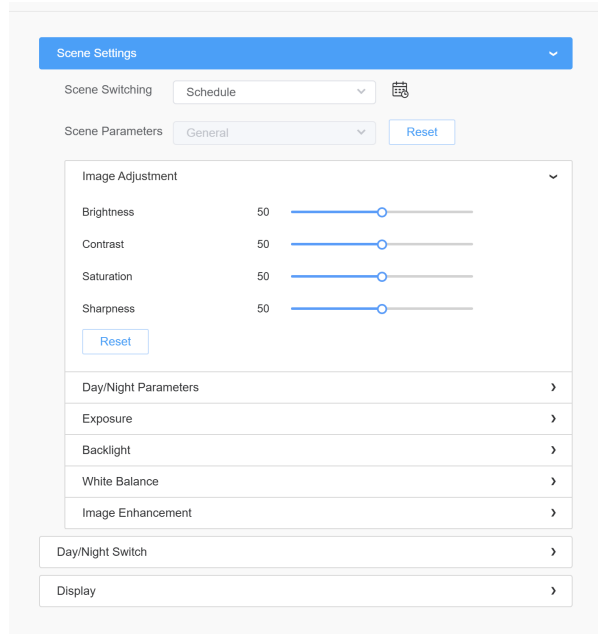 Scene Settings
Scene Switching Schedule
Scene Parameters General Reset
Image Adjustment
Brightness 50
Contrast 50
Saturation 50
Sharpness 50
Reset
Day/Night Parameters
Exposure
Backlight
White Balance
Image Enhancement
Day/Night Switch
Display